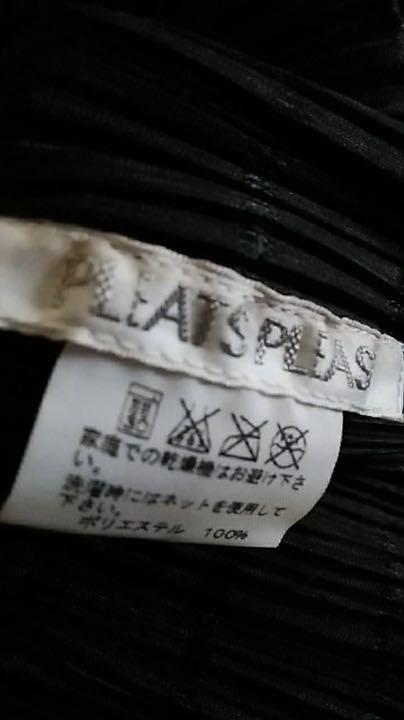 PLEATS PLEAS
家庭での乾燥機はお避け下さ
い。
洗濯時にはネットを使用して
下さい。
ポリエステル 100%